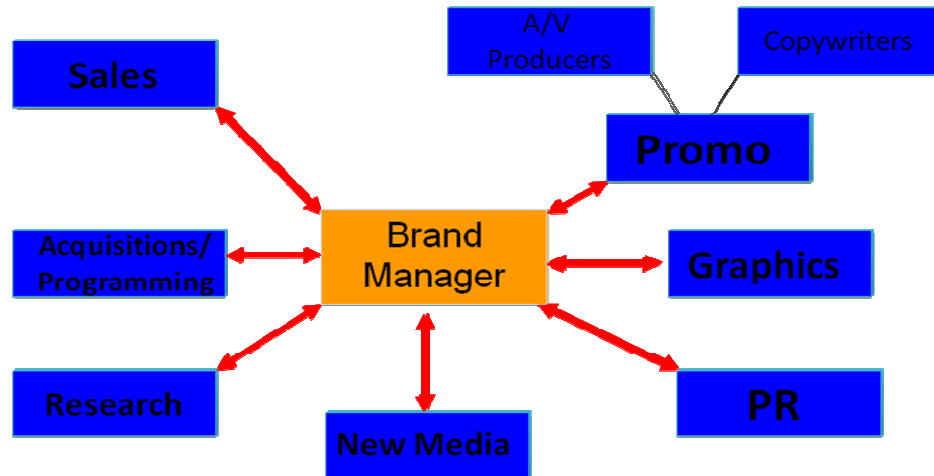 A/V
Producers
Copywriters
Sales
Promo
Brand
Manager
Acquisitions/
Programming
Graphics
Research
PR
New Media